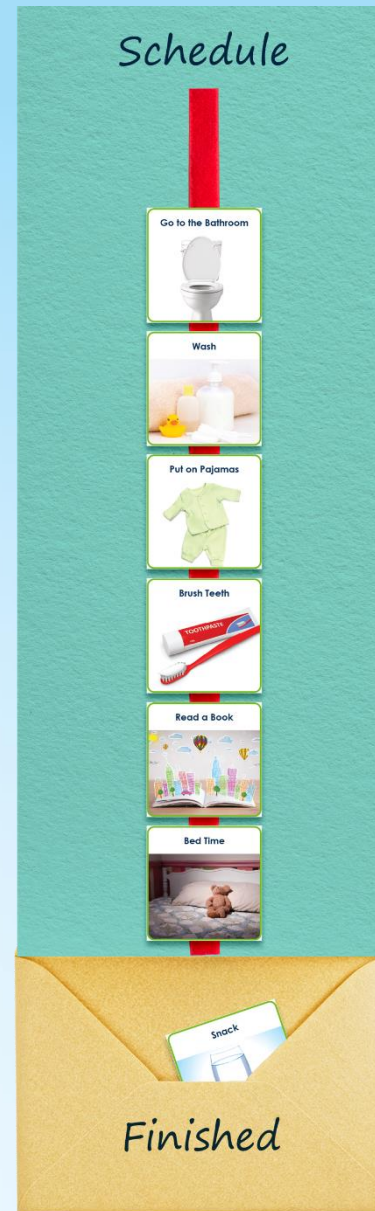 Schedule
Go to the Bathroom
Wash
Put on Pajamas
Brush Teeth
TOOTHPASTE
Read a Book
Bed Time
Snack
Finished